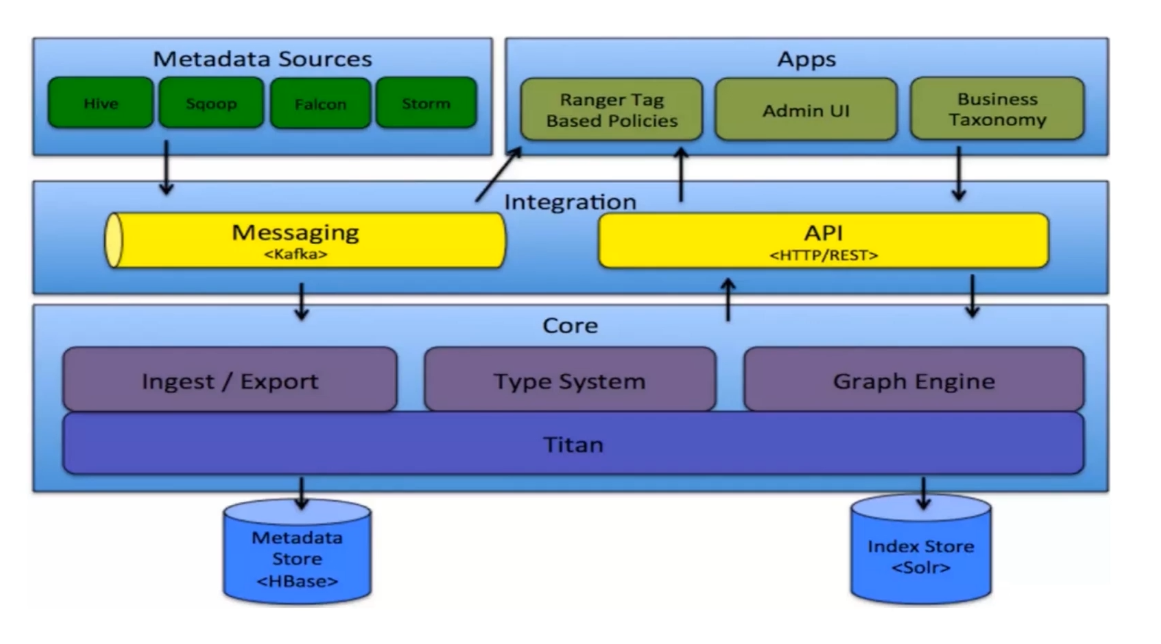 Metadata Sources
Hive
Sqoop
Falcon
Storm
Apps
Ranger Tag
Based Policies
Admin UI
Business
Taxonomy
Integration
Messaging
<Kafka>
API
<HTTP/REST>
Core
Ingest / Export
Type System
Graph Engine
Titan
Metadata
Store
<HBase>
Index Store
<Solr>